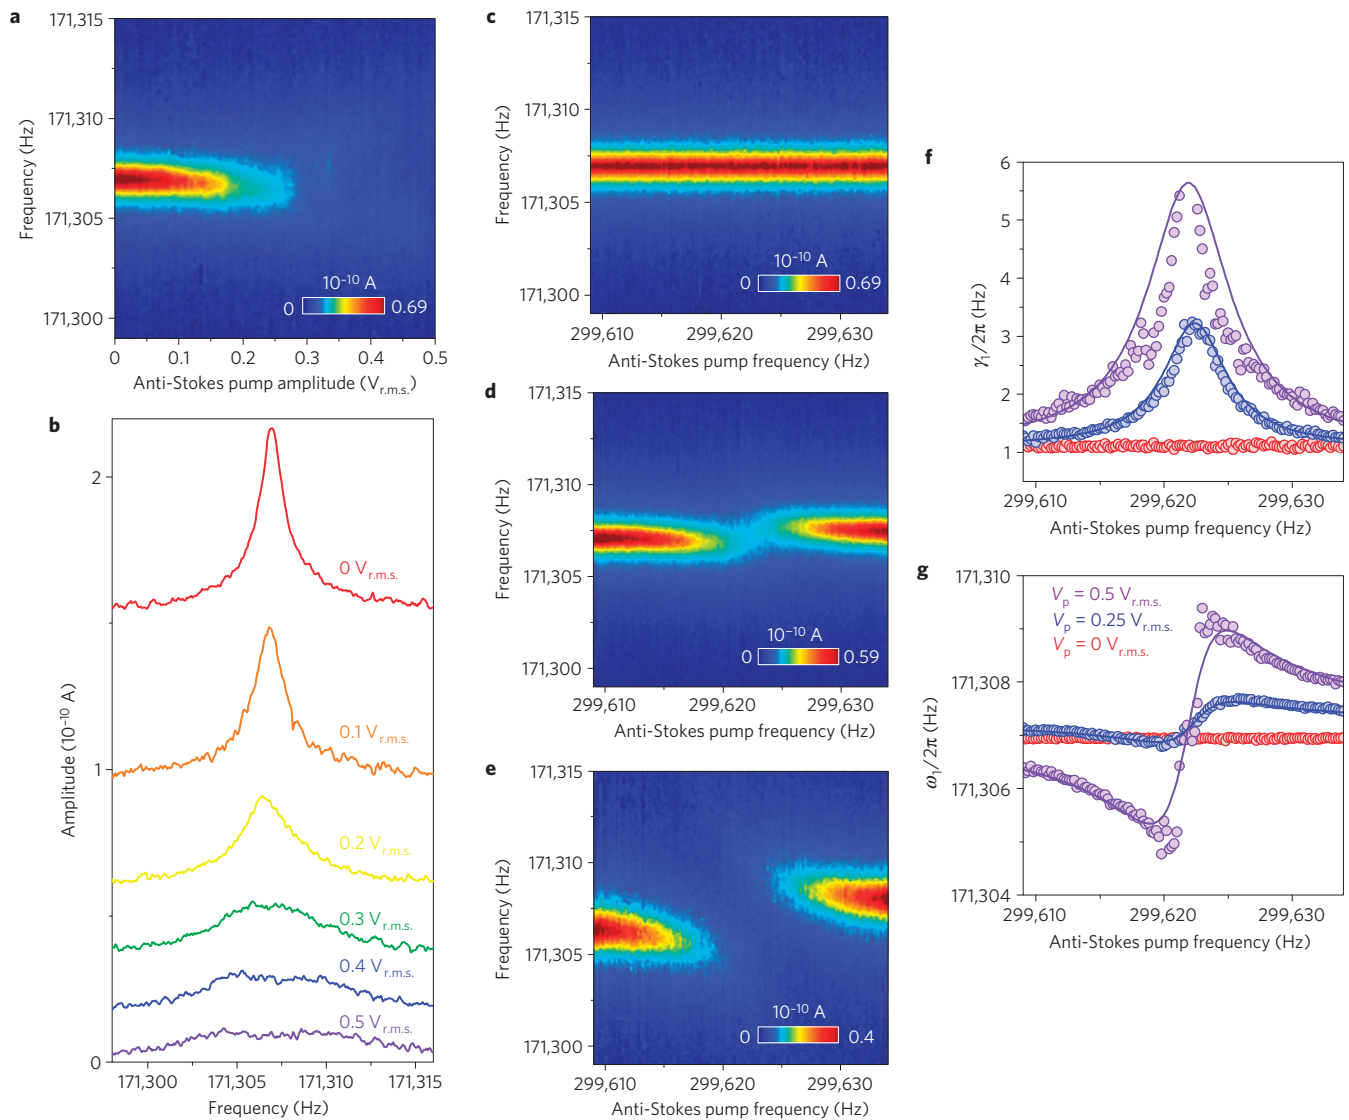 a
171,315
171,310
171,305
171,300
Frequency (Hz)
10⁻¹⁰ A
0 0.69
0 0.1 0.2 0.3 0.4 0.5
Anti-Stokes pump amplitude (Vr.m.s.)
b
2
1
0
Amplitude (10⁻¹⁰ A)
0 Vr.m.s.
0.1 Vr.m.s.
0.2 Vr.m.s.
0.3 Vr.m.s.
0.4 Vr.m.s.
0.5 Vr.m.s.
171,300 171,305 171,310 171,315
Frequency (Hz)
c
171,315
171,310
171,305
171,300
Frequency (Hz)
10⁻¹⁰ A
0 0.69
299,610 299,620 299,630
Anti-Stokes pump frequency (Hz)
d
171,315
171,310
171,305
171,300
Frequency (Hz)
10⁻¹⁰ A
0 0.59
299,610 299,620 299,630
Anti-Stokes pump frequency (Hz)
e
171,315
171,310
171,305
171,300
Frequency (Hz)
10⁻¹⁰ A
0 0.4
299,610 299,620 299,630
Anti-Stokes pump frequency (Hz)
f
6
5
4
3
2
1
γ₁/2π (Hz)
299,610 299,620 299,630
Anti-Stokes pump frequency (Hz)
g
171,310
171,308
171,306
171,304
ω₁/2π (Hz)
Vp = 0.5 Vr.m.s.
Vp = 0.25 Vr.m.s.
Vp = 0 Vr.m.s.
299,610 299,620 299,630
Anti-Stokes pump frequency (Hz)